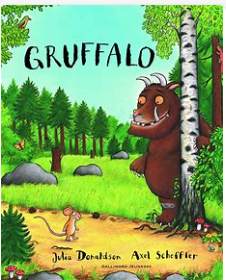 GRUFFALO
Julia Donaldson Axel Scheffler
GALLIMARD JEUNESSE